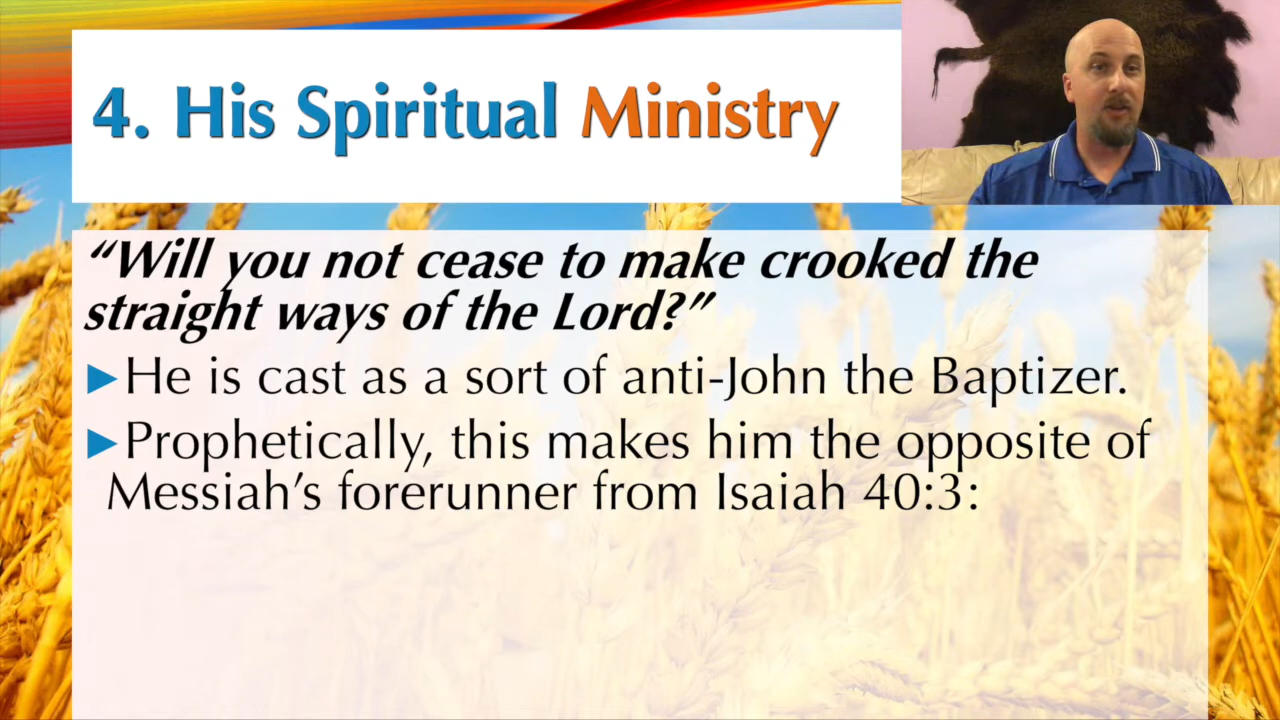 4. His Spiritual Ministry
“Will you not cease to make crooked the
straight ways of the Lord?”
►He is cast as a sort of anti-John the Baptizer.
►Prophetically, this makes him the opposite of
Messiah’s forerunner from Isaiah 40:3: